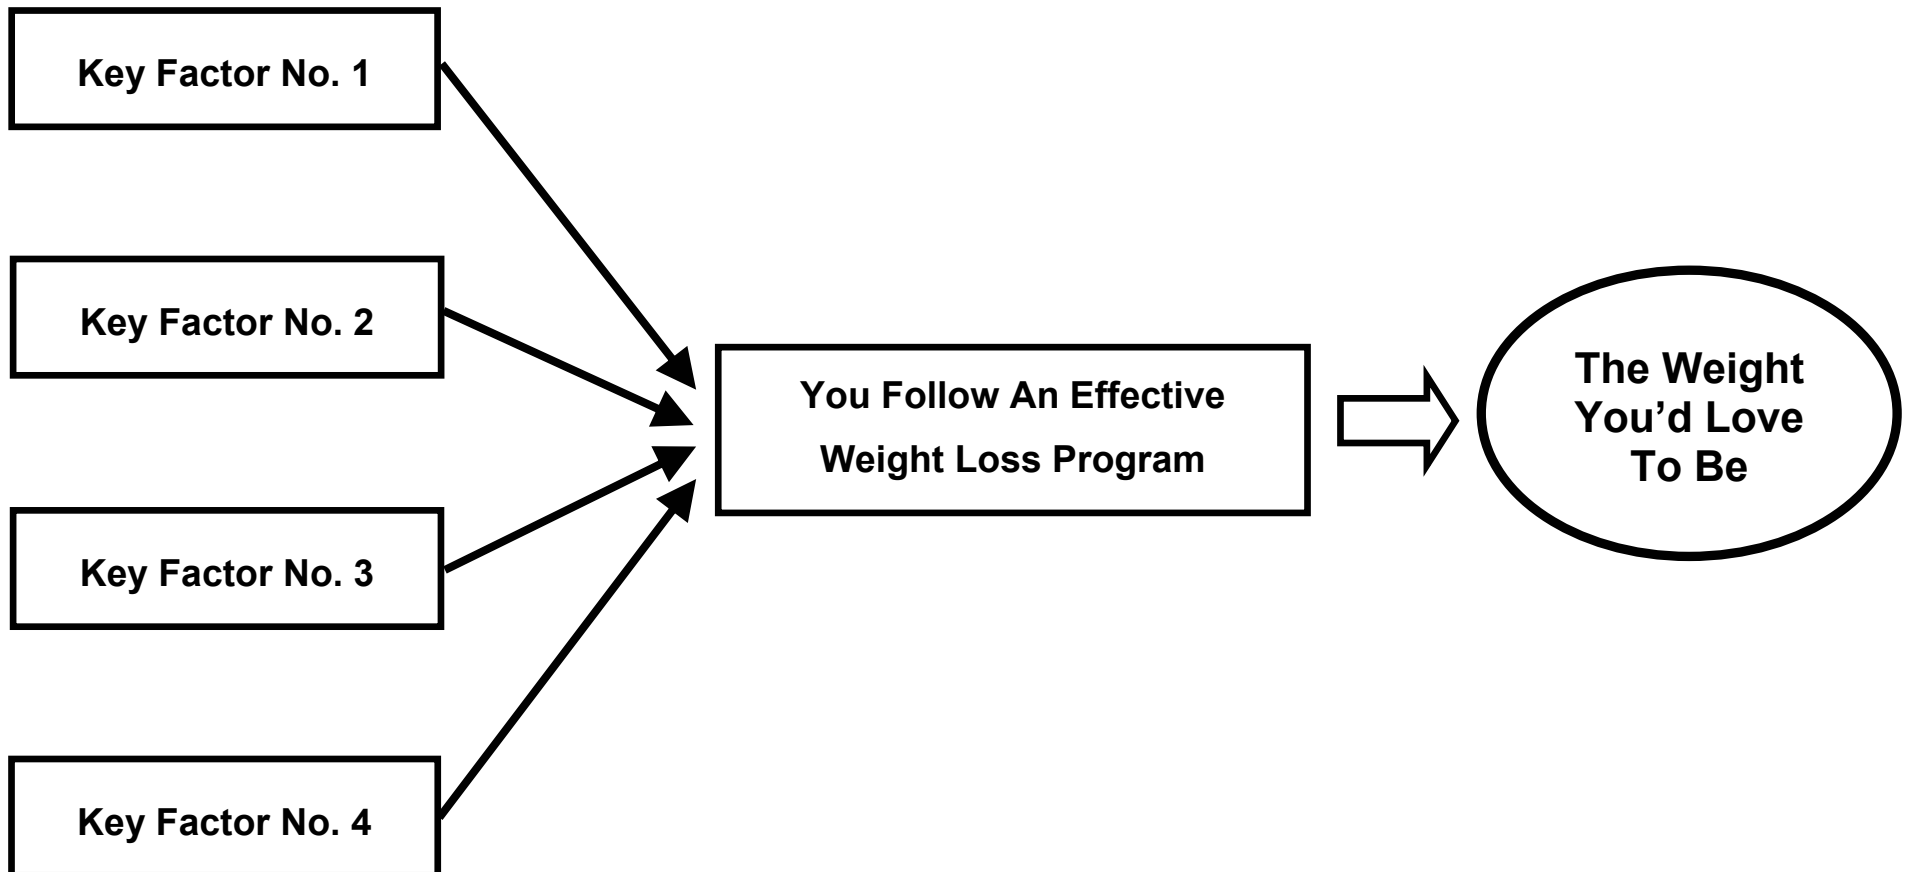 Key Factor No. 1
Key Factor No. 2
Key Factor No. 3
Key Factor No. 4
You Follow An Effective
Weight Loss Program
The Weight
You’d Love
To Be